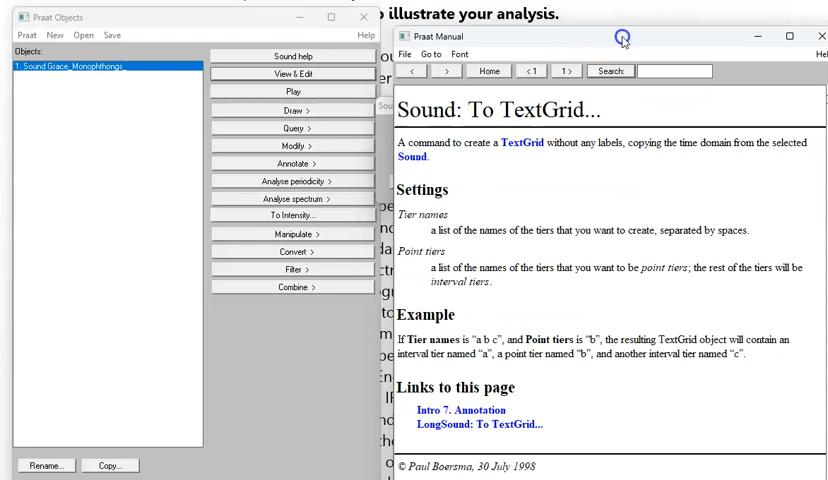 illustrate your analysis.
Praat Objects
Praat New Open Save Help
Objects:
1. Sound Grace_Monophthongs_
Sound help
View & Edit
Play
Draw >
Query >
Modify >
Annotate >
Analyse periodicity >
Analyse spectrum >
To Intensity...
Manipulate >
Convert >
Filter >
Combine >
Rename... Copy...
Praat Manual
File Go to Font
< > Home < 1 1 > Search:
Sound: To TextGrid...
A command to create a TextGrid without any labels, copying the time domain from the selected
Sound.
Settings
Tier names
a list of the names of the tiers that you want to create, separated by spaces.
Point tiers
a list of the names of the tiers that you want to be point tiers; the rest of the tiers will be
interval tiers.
Example
If Tier names is “a b c”, and Point tiers is “b”, the resulting TextGrid object will contain an
interval tier named “a”, a point tier named “b”, and another interval tier named “c”.
Links to this page
Intro 7. Annotation
LongSound: To TextGrid...
© Paul Boersma, 30 July 1998